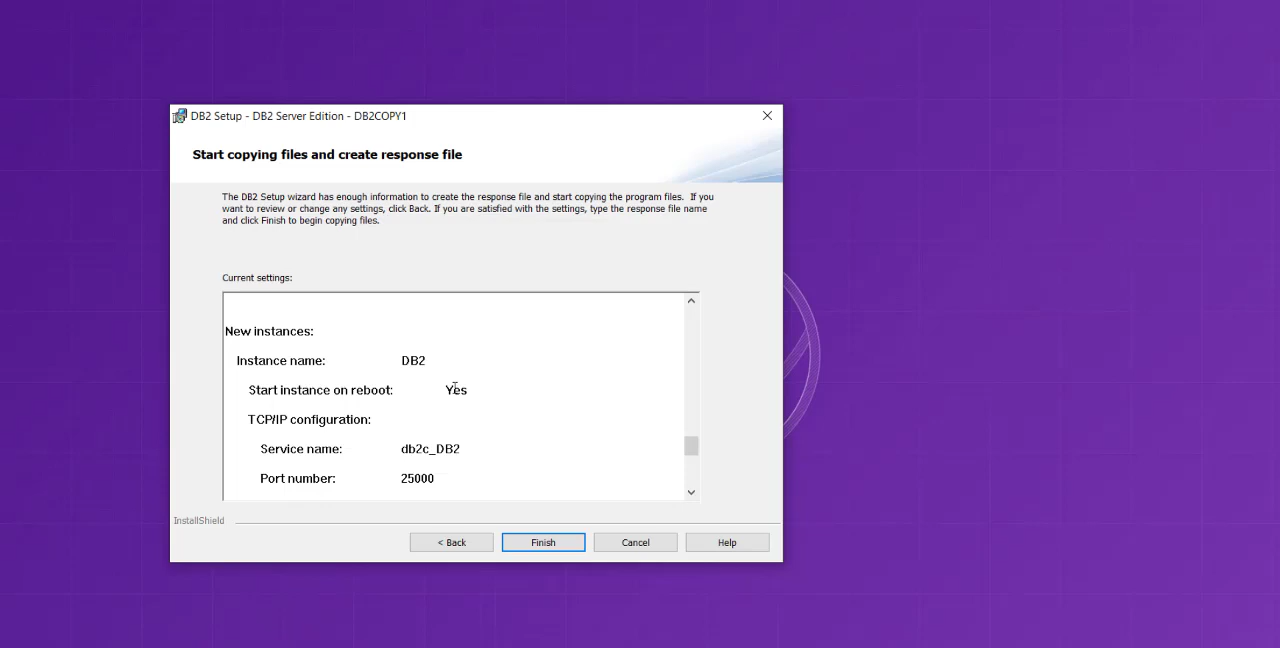 DB2 Setup - DB2 Server Edition - DB2COPY1
Start copying files and create response file
The DB2 Setup wizard has enough information to create the response file and start copying the program files. If you
want to review or change any settings, click Back. If you are satisfied with the settings, type the response file name
and click Finish to begin copying files.
Current settings:
New instances:
Instance name: DB2
Start instance on reboot: Yes
TCP/IP configuration:
Service name: db2c_DB2
Port number: 25000
InstallShield
< Back Finish Cancel Help